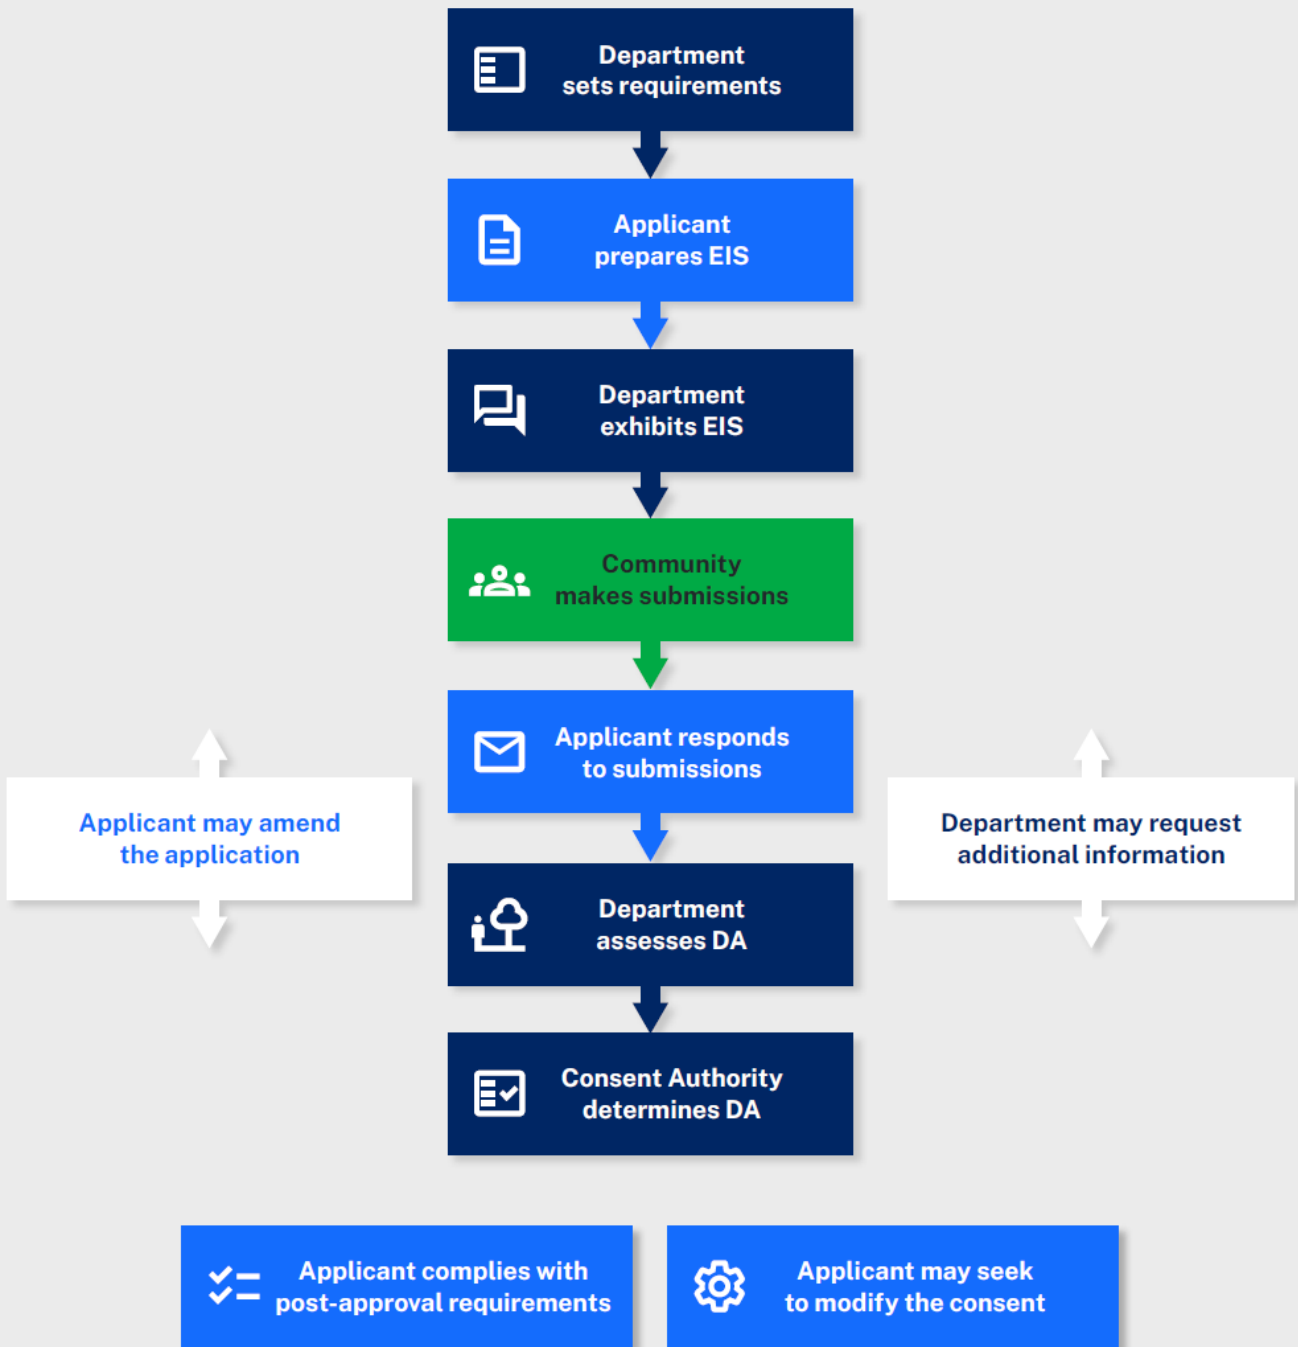 Department
sets requirements
Applicant
prepares EIS
Department
exhibits EIS
Community
makes submissions
Applicant responds
to submissions
Applicant may amend
the application
Department may request
additional information
Department
assesses DA
Consent Authority
determines DA
Applicant complies with
post-approval requirements
Applicant may seek
to modify the consent